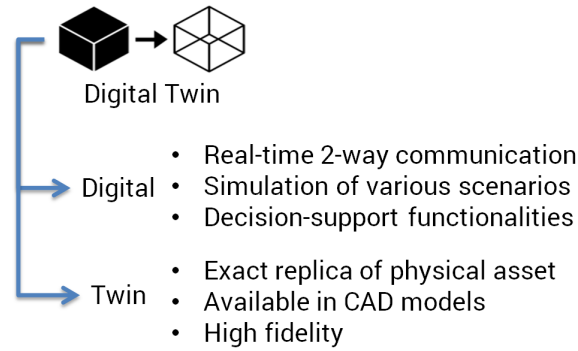 Digital Twin
Digital
• Real-time 2-way communication
• Simulation of various scenarios
• Decision-support functionalities
Twin
• Exact replica of physical asset
• Available in CAD models
• High fidelity